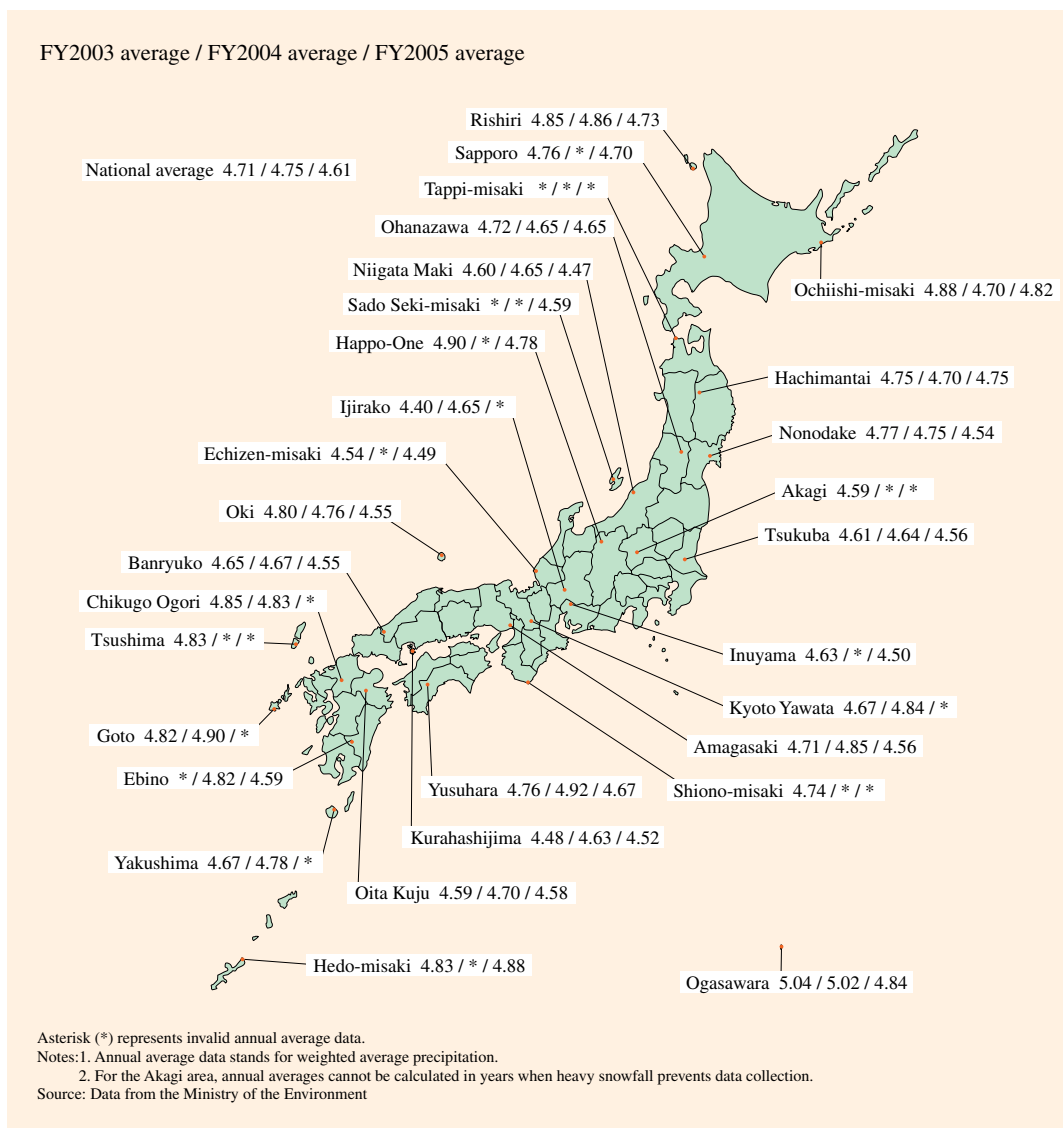 FY2003 average / FY2004 average / FY2005 average
Rishiri 4.85 / 4.86 / 4.73
Sapporo 4.76 / * / 4.70
National average 4.71 / 4.75 / 4.61
Tappi-misaki * / * / *
Ohanazawa 4.72 / 4.65 / 4.65
Niigata Maki 4.60 / 4.65 / 4.47
Ochiishi-misaki 4.88 / 4.70 / 4.82
Sado Seki-misaki * / * / 4.59
Happo-One 4.90 / * / 4.78
Hachimantai 4.75 / 4.70 / 4.75
Ijirako 4.40 / 4.65 / *
Nonodake 4.77 / 4.75 / 4.54
Echizen-misaki 4.54 / * / 4.49
Akagi 4.59 / * / *
Oki 4.80 / 4.76 / 4.55
Tsukuba 4.61 / 4.64 / 4.56
Banryuko 4.65 / 4.67 / 4.55
Chikugo Ogori 4.85 / 4.83 / *
Tsushima 4.83 / * / *
Inuyama 4.63 / * / 4.50
Kyoto Yawata 4.67 / 4.84 / *
Goto 4.82 / 4.90 / *
Amagasaki 4.71 / 4.85 / 4.56
Ebino * / 4.82 / 4.59
Yusuhara 4.76 / 4.92 / 4.67
Shiono-misaki 4.74 / * / *
Kurahashijima 4.48 / 4.63 / 4.52
Yakushima 4.67 / 4.78 / *
Oita Kuju 4.59 / 4.70 / 4.58
Hedo-misaki 4.83 / * / 4.88
Ogasawara 5.04 / 5.02 / 4.84
Asterisk (*) represents invalid annual average data.
Notes:1. Annual average data stands for weighted average precipitation.
2. For the Akagi area, annual averages cannot be calculated in years when heavy snowfall prevents data collection.
Source: Data from the Ministry of the Environment